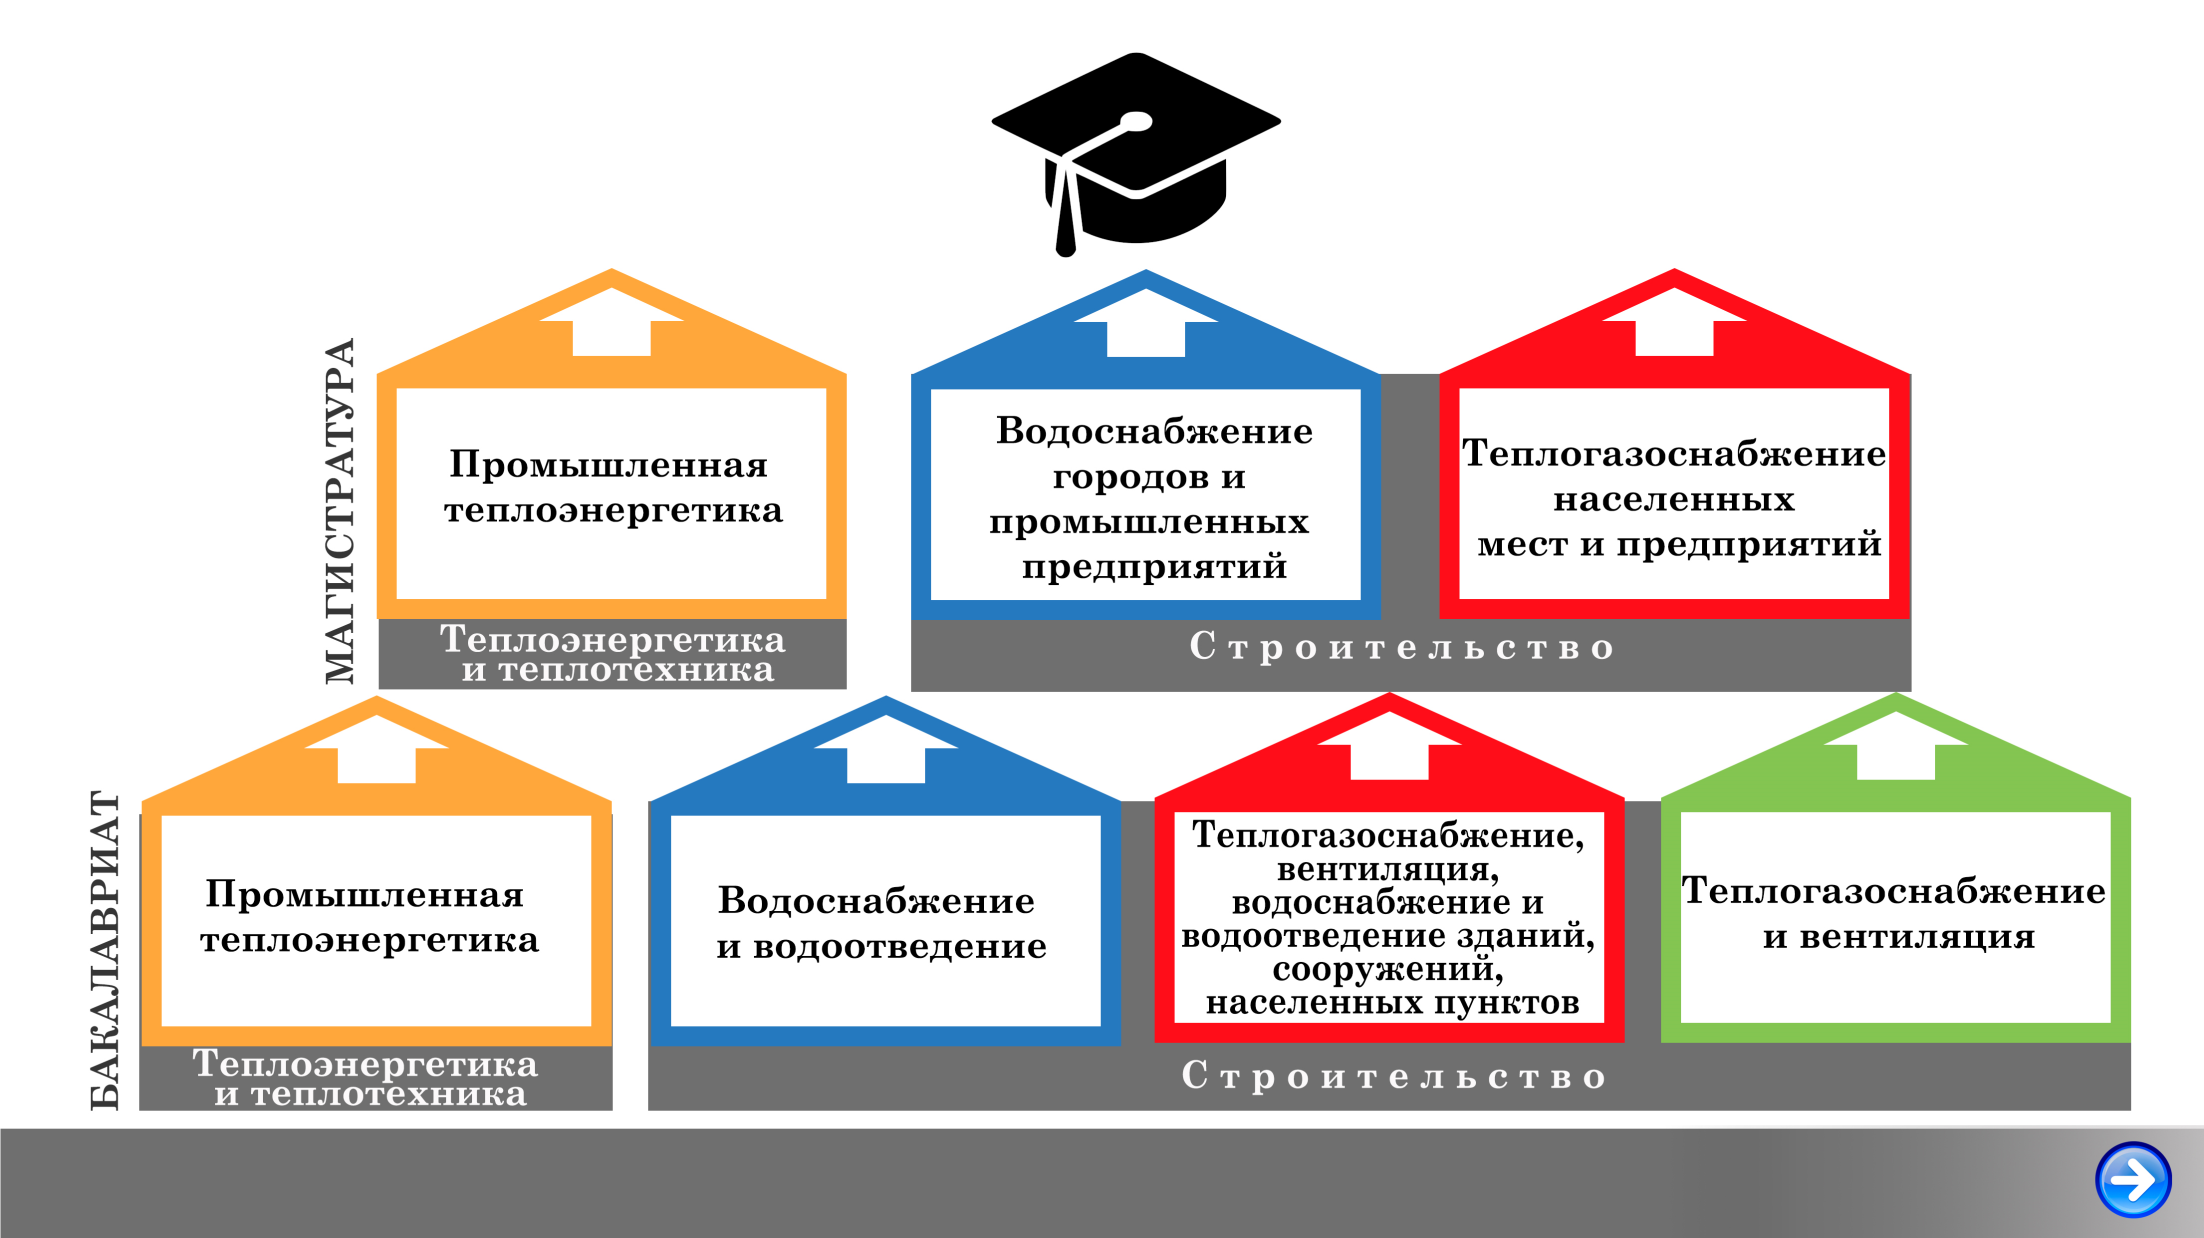 МАГИСТРАТУРА
Промышленная
теплоэнергетика
Теплоэнергетика
и теплотехника
Водоснабжение
городов и
промышленных
предприятий
Теплогазоснабжение
населенных
мест и предприятий
Строительство
БАКАЛАВРИАТ
Промышленная
теплоэнергетика
Теплоэнергетика
и теплотехника
Водоснабжение
и водоотведение
Теплогазоснабжение,
вентиляция,
водоснабжение и
водоотведение зданий,
сооружений,
населенных пунктов
Теплогазоснабжение
и вентиляция
Строительство